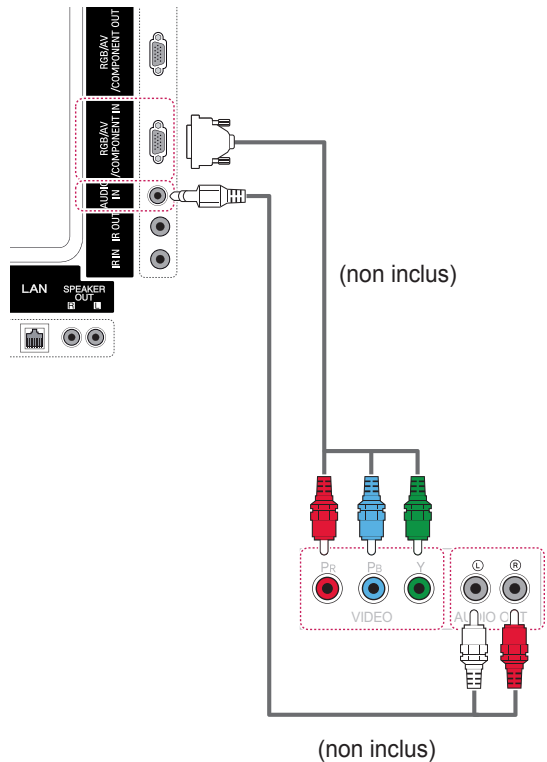 RGB/AV
/COMPONENT OUT
RGB/AV
/COMPONENT IN
AUDIO
IN
IR OUT
IR IN
LAN
SPEAKER
OUT
R L
(non inclus)
PR PB Y
VIDEO
L R
AUDIO OUT
(non inclus)